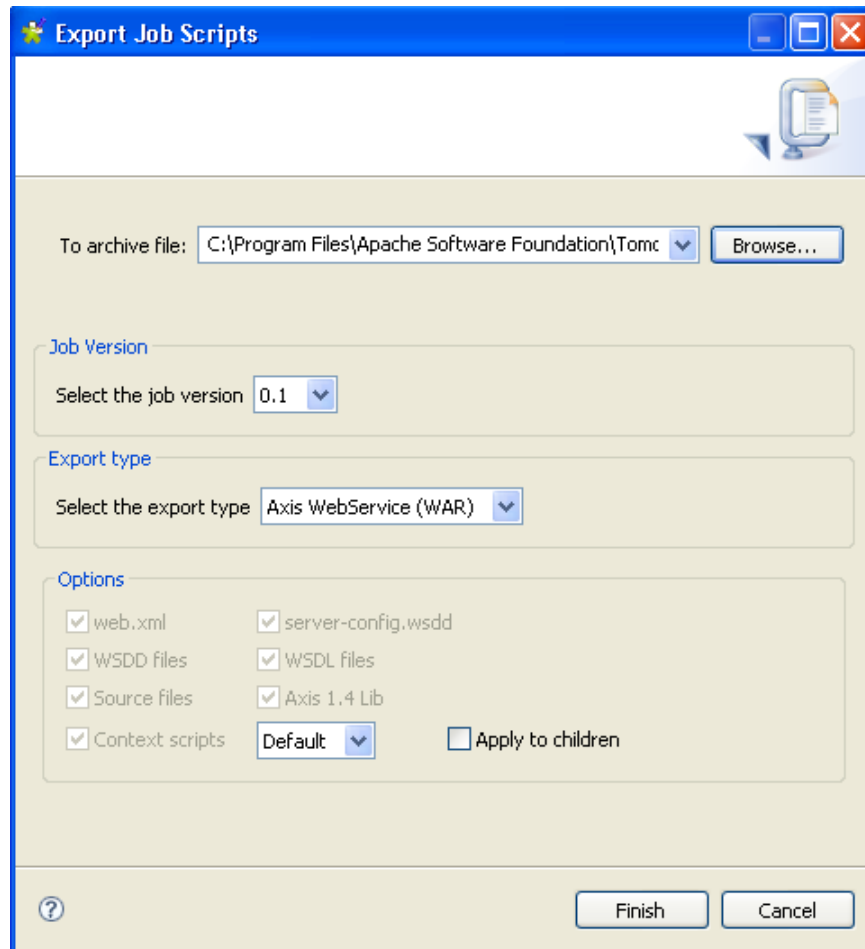 Export Job Scripts
To archive file: C:\Program Files\Apache Software Foundation\Tomc Browse...
Job Version
Select the job version 0.1
Export type
Select the export type Axis WebService (WAR)
Options
web.xml server-config.wsdd
WSDD files WSDL files
Source files Axis 1.4 Lib
Context scripts Default Apply to children
? Finish Cancel